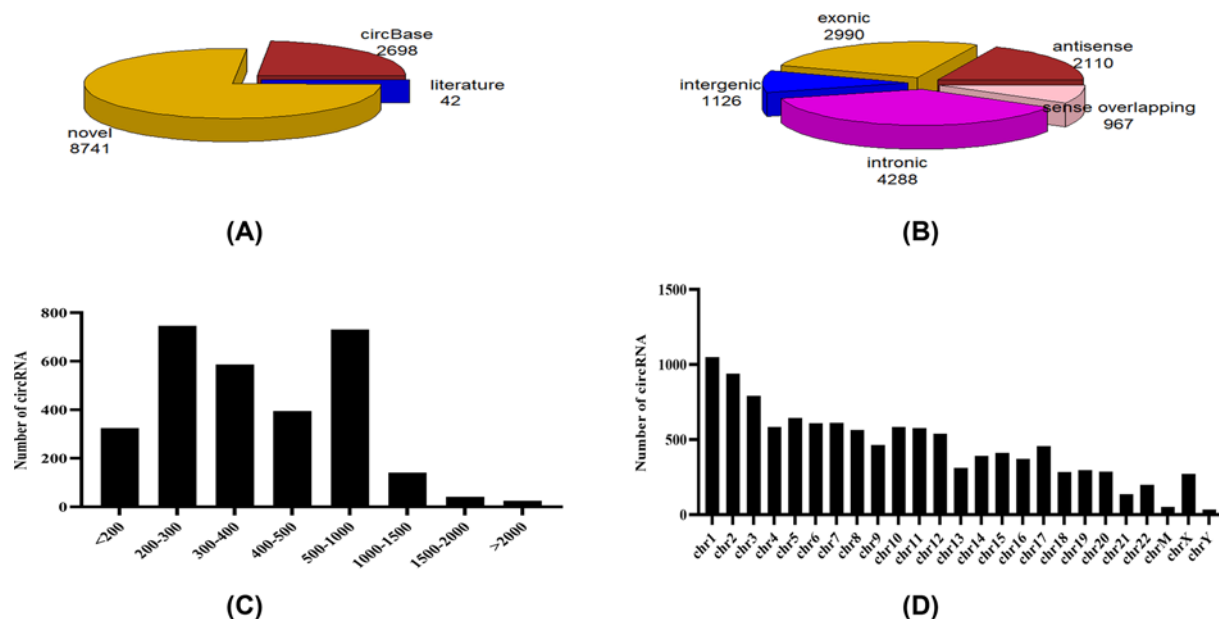 circBase
2698
literature
42
novel
8741
(A)
exonic
2990
antisense
2110
intergenic
1126
sense overlapping
967
intronic
4288
(B)
Number of circRNA
800
600
400
200
0
<200
200-300
300-400
400-500
500-1000
1000-1500
1500-2000
>2000
(C)
Number of circRNA
1500
1000
500
0
chr1
chr2
chr3
chr4
chr5
chr6
chr7
chr8
chr9
chr10
chr11
chr12
chr13
chr14
chr15
chr16
chr17
chr18
chr19
chr20
chr21
chr22
chrM
chrX
chrY
(D)